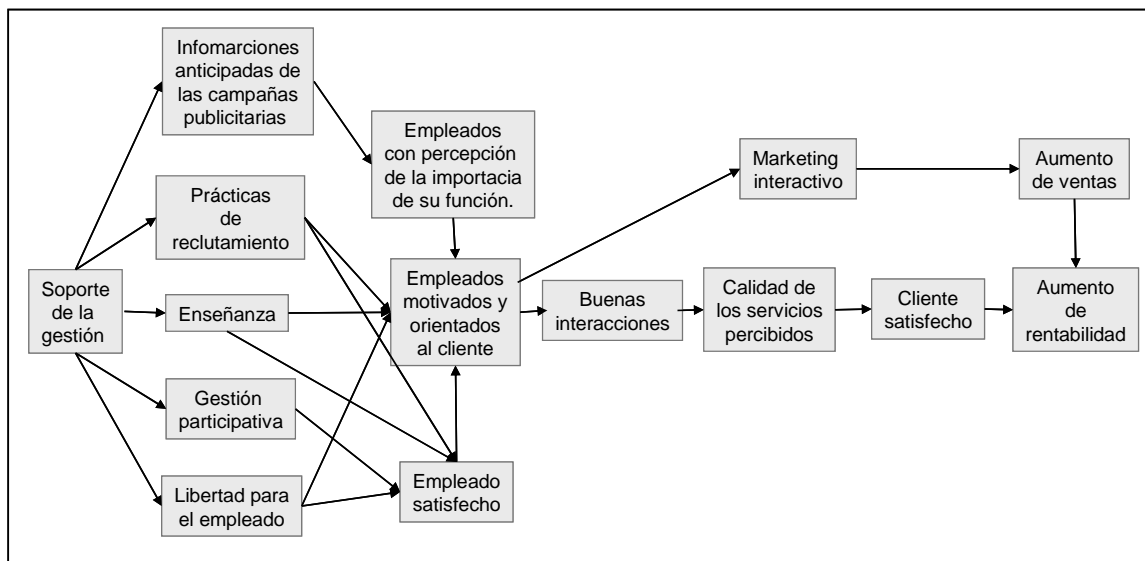 Infomarciones
anticipadas de
las campañas
publicitarias
Empleados
con percepción
de la importacia
de su función.
Marketing
interactivo
Aumento
de ventas
Prácticas
de
reclutamiento
Soporte
de la
gestión
Enseñanza
Empleados
motivados y
orientados
al cliente
Buenas
interacciones
Calidad de
los servicios
percibidos
Cliente
satisfecho
Aumento
de
rentabilidad
Gestión
participativa
Libertad para
el empleado
Empleado
satisfecho